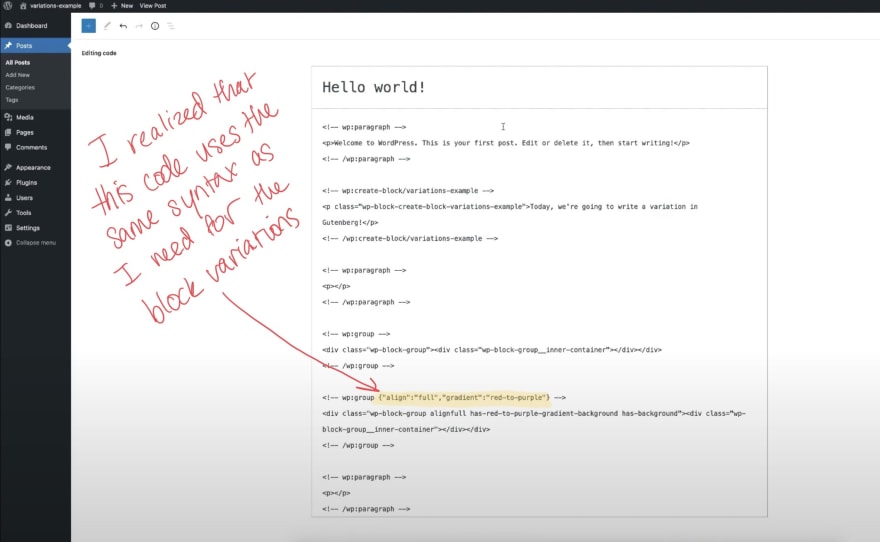 variations-example
0
New
View Post
Dashboard
Posts
All Posts
Add New
Categories
Tags
Media
Pages
Comments
Appearance
Plugins
Users
Tools
Settings
Collapse menu
Editing code
I realized that
this code uses the
same syntax as
I need for the
block variations
Hello world!
<!-- wp:paragraph -->
<p>Welcome to WordPress. This is your first post. Edit or delete it, then start writing!</p>
<!-- /wp:paragraph -->
<!-- wp:create-block/variations-example -->
<p class="wp-block-create-block-variations-example">Today, we're going to write a variation in
Gutenberg!</p>
<!-- /wp:create-block/variations-example -->
<!-- wp:paragraph -->
<p></p>
<!-- /wp:paragraph -->
<!-- wp:group -->
<div class="wp-block-group"><div class="wp-block-group__inner-container"></div></div>
<!-- /wp:group -->
<!-- wp:group {"align":"full","gradient":"red-to-purple"} -->
<div class="wp-block-group alignfull has-red-to-purple-gradient-background has-background"><div class="wp-
block-group__inner-container"></div></div>
<!-- /wp:group -->
<!-- wp:paragraph -->
<p></p>
<!-- /wp:paragraph -->